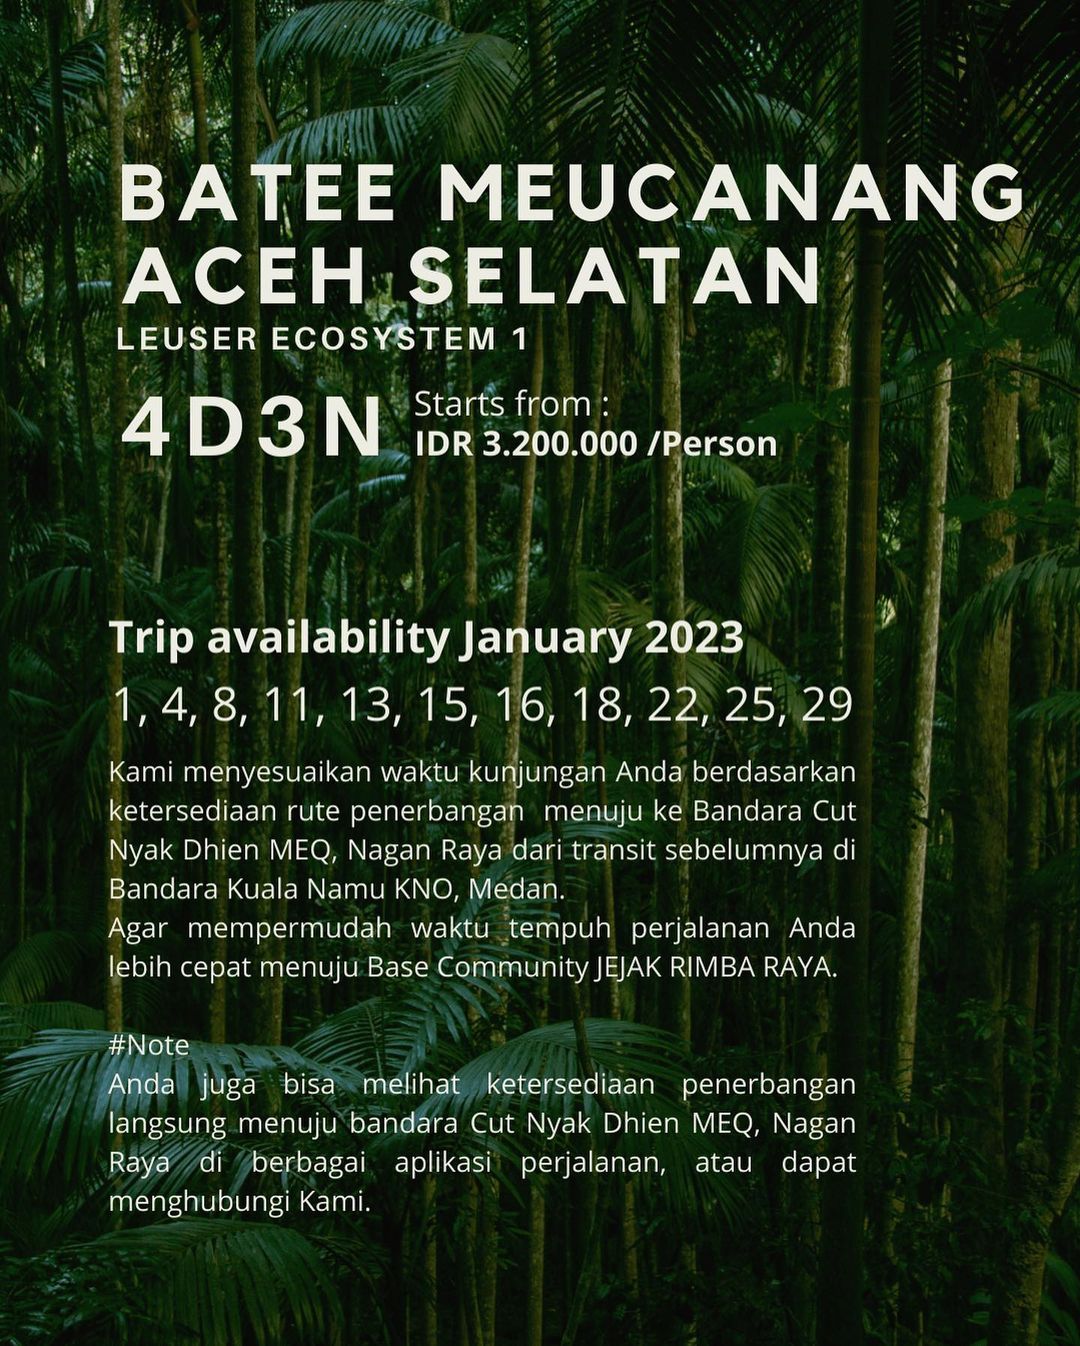 BATEE MEUCANANG
ACEH SELATAN
LEUSER ECOSYSTEM 1
4D3N
Starts from :
IDR 3.200.000 /Person
Trip availability January 2023
1, 4, 8, 11, 13, 15, 16, 18, 22, 25, 29
Kami menyesuaikan waktu kunjungan Anda berdasarkan
ketersediaan rute penerbangan menuju ke Bandara Cut
Nyak Dhien MEQ, Nagan Raya dari transit sebelumnya di
Bandara Kuala Namu KNO, Medan.
Agar mempermudah waktu tempuh perjalanan Anda
lebih cepat menuju Base Community JEJAK RIMBA RAYA.
#Note
Anda juga bisa melihat ketersediaan penerbangan
langsung menuju bandara Cut Nyak Dhien MEQ, Nagan
Raya di berbagai aplikasi perjalanan, atau dapat
menghubungi Kami.